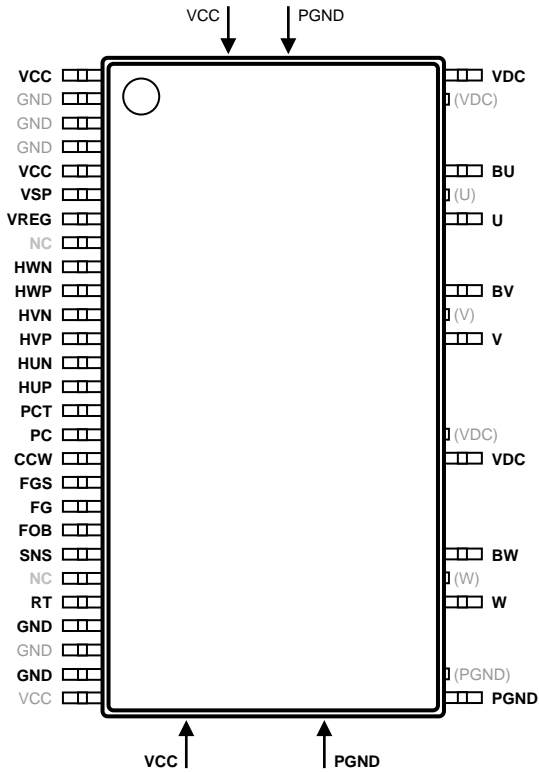 VCC PGND
VCC VDC
GND (VDC)
GND
GND
VCC BU
VSP (U)
VREG U
NC
HWN
HWP BV
HVN (V)
HVP V
HUN
HUP
PCT
PC (VDC)
CCW VDC
FGS
FG
FOB
SNS BW
NC (W)
RT W
GND
GND
GND (PGND)
VCC PGND
VCC PGND